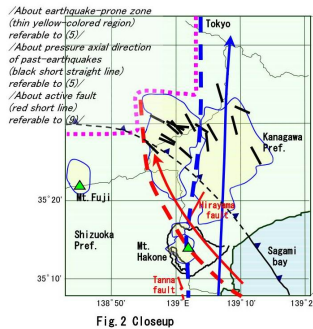 /About earthquake-prone zone
(thin yellow-colored region)
referable to (5)/
/About pressure axial direction
of past-earthquakes
(black short straight line)
referable to (5)/
/About active fault
(red short line)
referable to (9)
Tokyo
Kanagawa
Pref.
35°20'
Mt.Fuji
Hirayama
fault
Shizuoka
Pref.
Mt.
Hakone
Sagami
bay
Tanna
fault
35°10'
138°50' 139°E 139°10' 139°2
Fig.2 Closeup